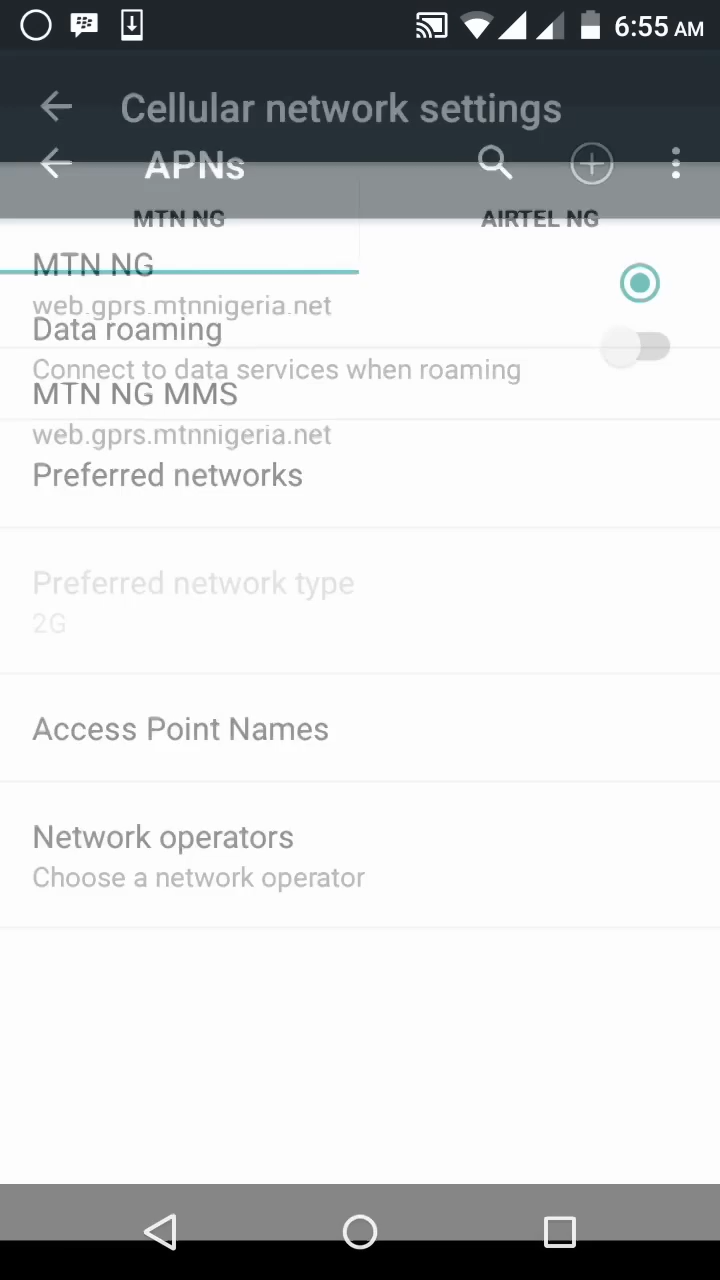 6:55 AM
Cellular network settings
APNs
MTN NG
AIRTEL NG
MTN NG
web.gprs.mtnnigeria.net
Data roaming
Connect to data services when roaming
MTN NG MMS
web.gprs.mtnnigeria.net
Preferred networks
Preferred network type
2G
Access Point Names
Network operators
Choose a network operator